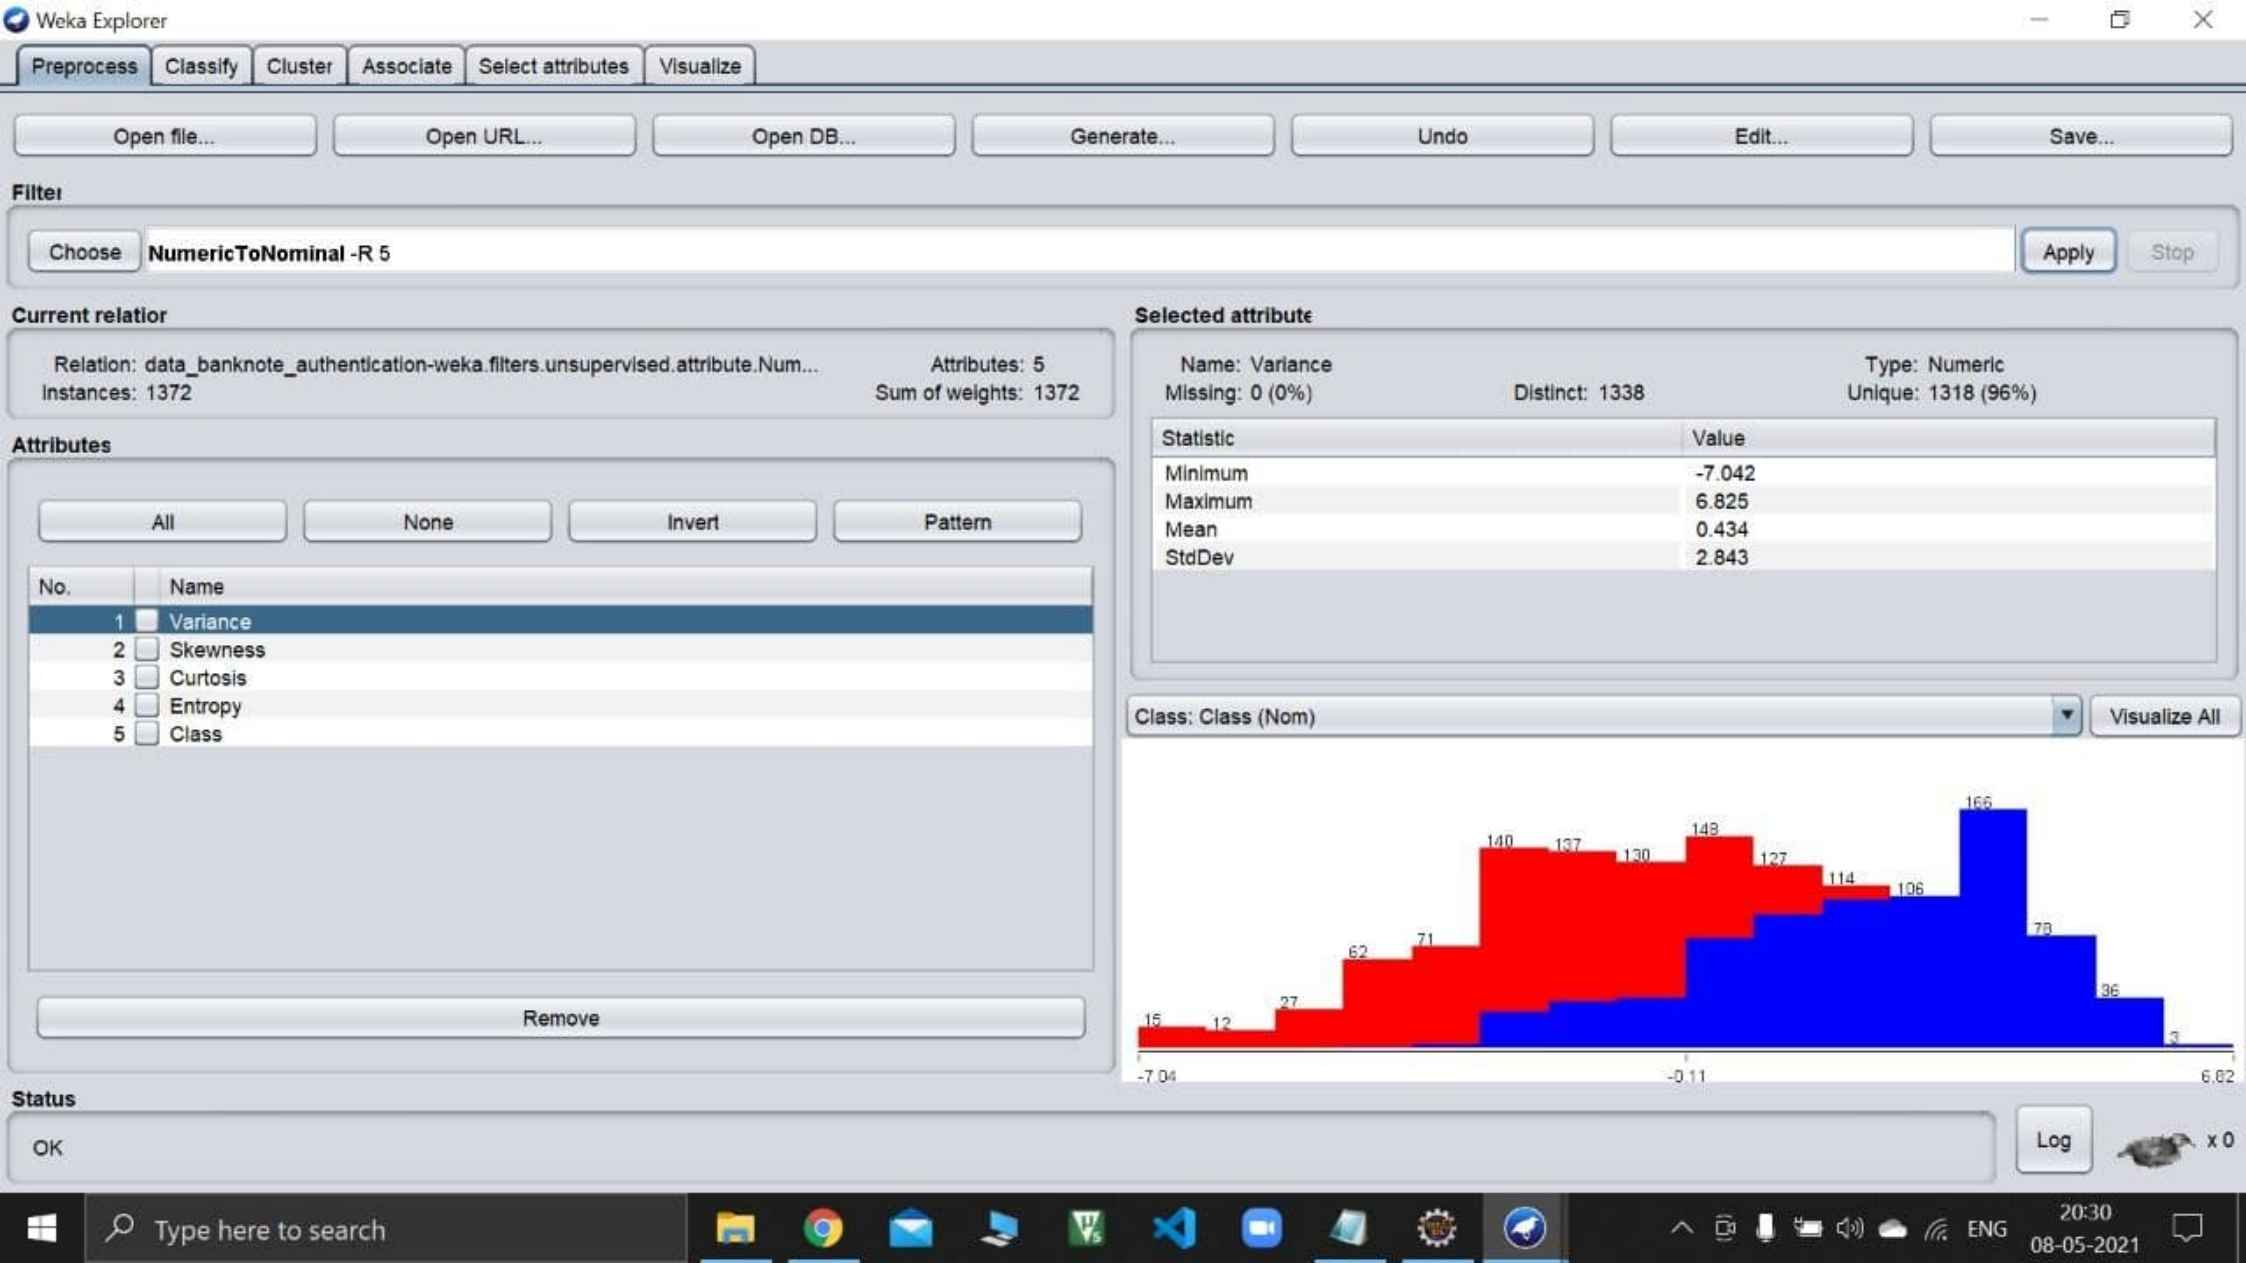 Weka Explorer
Preprocess Classify Cluster Associate Select attributes Visualize
Open file... Open URL... Open DB... Generate... Undo Edit... Save...
Filter
Choose NumericToNominal -R 5 Apply Stop
Current relation
Relation: data_banknote_authentication-weka.filters.unsupervised.attribute.Num... Attributes: 5
Instances: 1372 Sum of weights: 1372
Attributes
All None Invert Pattern
No. Name
1 Variance
2 Skewness
3 Curtosis
4 Entropy
5 Class
Remove
Selected attribute
Name: Variance Type: Numeric
Missing: 0 (0%) Distinct: 1338 Unique: 1318 (96%)
Statistic Value
Minimum -7.042
Maximum 6.825
Mean 0.434
StdDev 2.843
Class: Class (Nom) Visualize All
15 12 27 62 71 140 137 130 148 127 114 106 166 78 36 3
-7.04 -0.11 6.82
Status
OK
Log x 0
Type here to search
ENG
20:30
08-05-2021